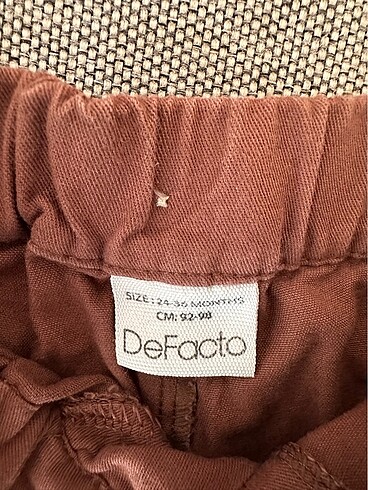 SIZE : 24-36 MONTHS
CM: 92-98
DeFacto